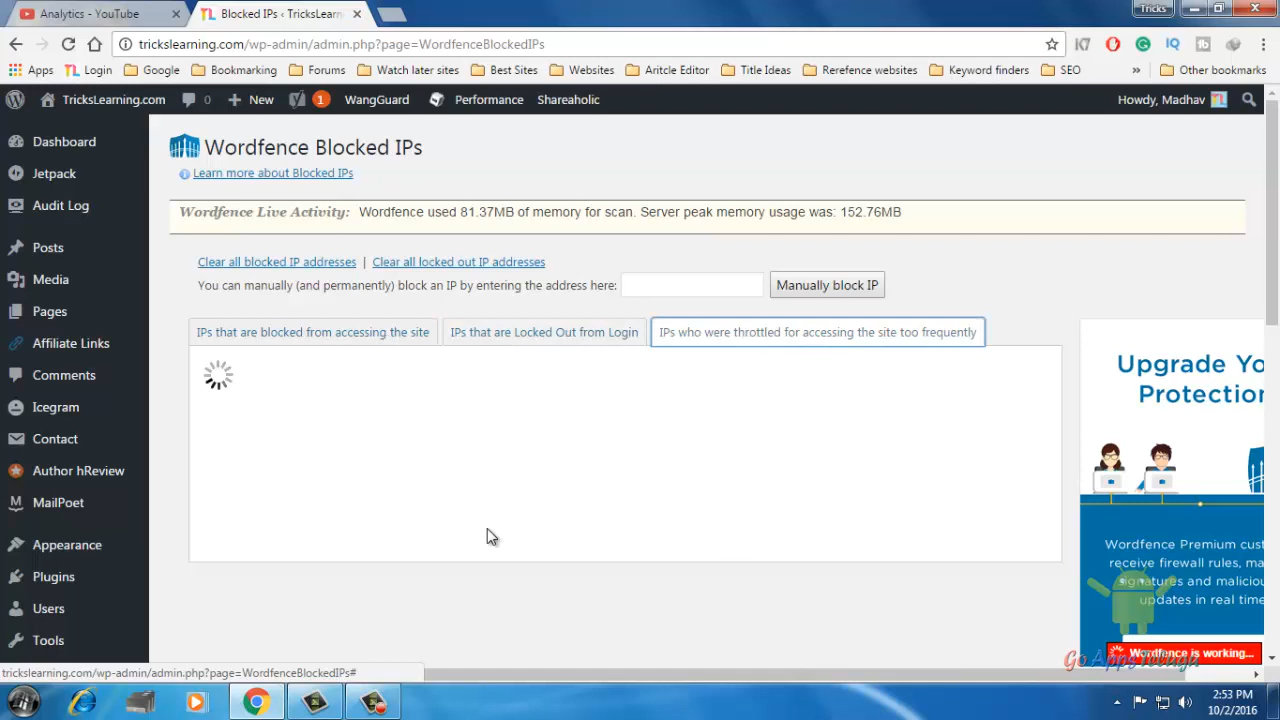 Analytics - YouTube
Blocked IPs ‹ TricksLearnin
Tricks
trickslearning.com/wp-admin/admin.php?page=WordfenceBlockedIPs
Apps
Login
Google
Bookmarking
Forums
Watch later sites
Best Sites
Websites
Aritcle Editor
Title Ideas
Rerefence websites
Keyword finders
SEO
»
Other bookmarks
TricksLearning.com
0
New
1
WangGuard
Performance
Shareaholic
Howdy, Madhav
Dashboard
Jetpack
Audit Log
Posts
Media
Pages
Affiliate Links
Comments
Icegram
Contact
Author hReview
MailPoet
Appearance
Plugins
Users
Tools
Wordfence Blocked IPs
Learn more about Blocked IPs
Wordfence Live Activity: Wordfence used 81.37MB of memory for scan. Server peak memory usage was: 152.76MB
Clear all blocked IP addresses | Clear all locked out IP addresses
You can manually (and permanently) block an IP by entering the address here:
Manually block IP
IPs that are blocked from accessing the site
IPs that are Locked Out from Login
IPs who were throttled for accessing the site too frequently
Upgrade Yo
Protection
Wordfence Premium cust
receive firewall rules, ma
signatures and malicious
updates in real time
Wordfence is working...
trickslearning.com/wp-admin/admin.php?page=WordfenceBlockedIPs#
2:53 PM
10/2/2016